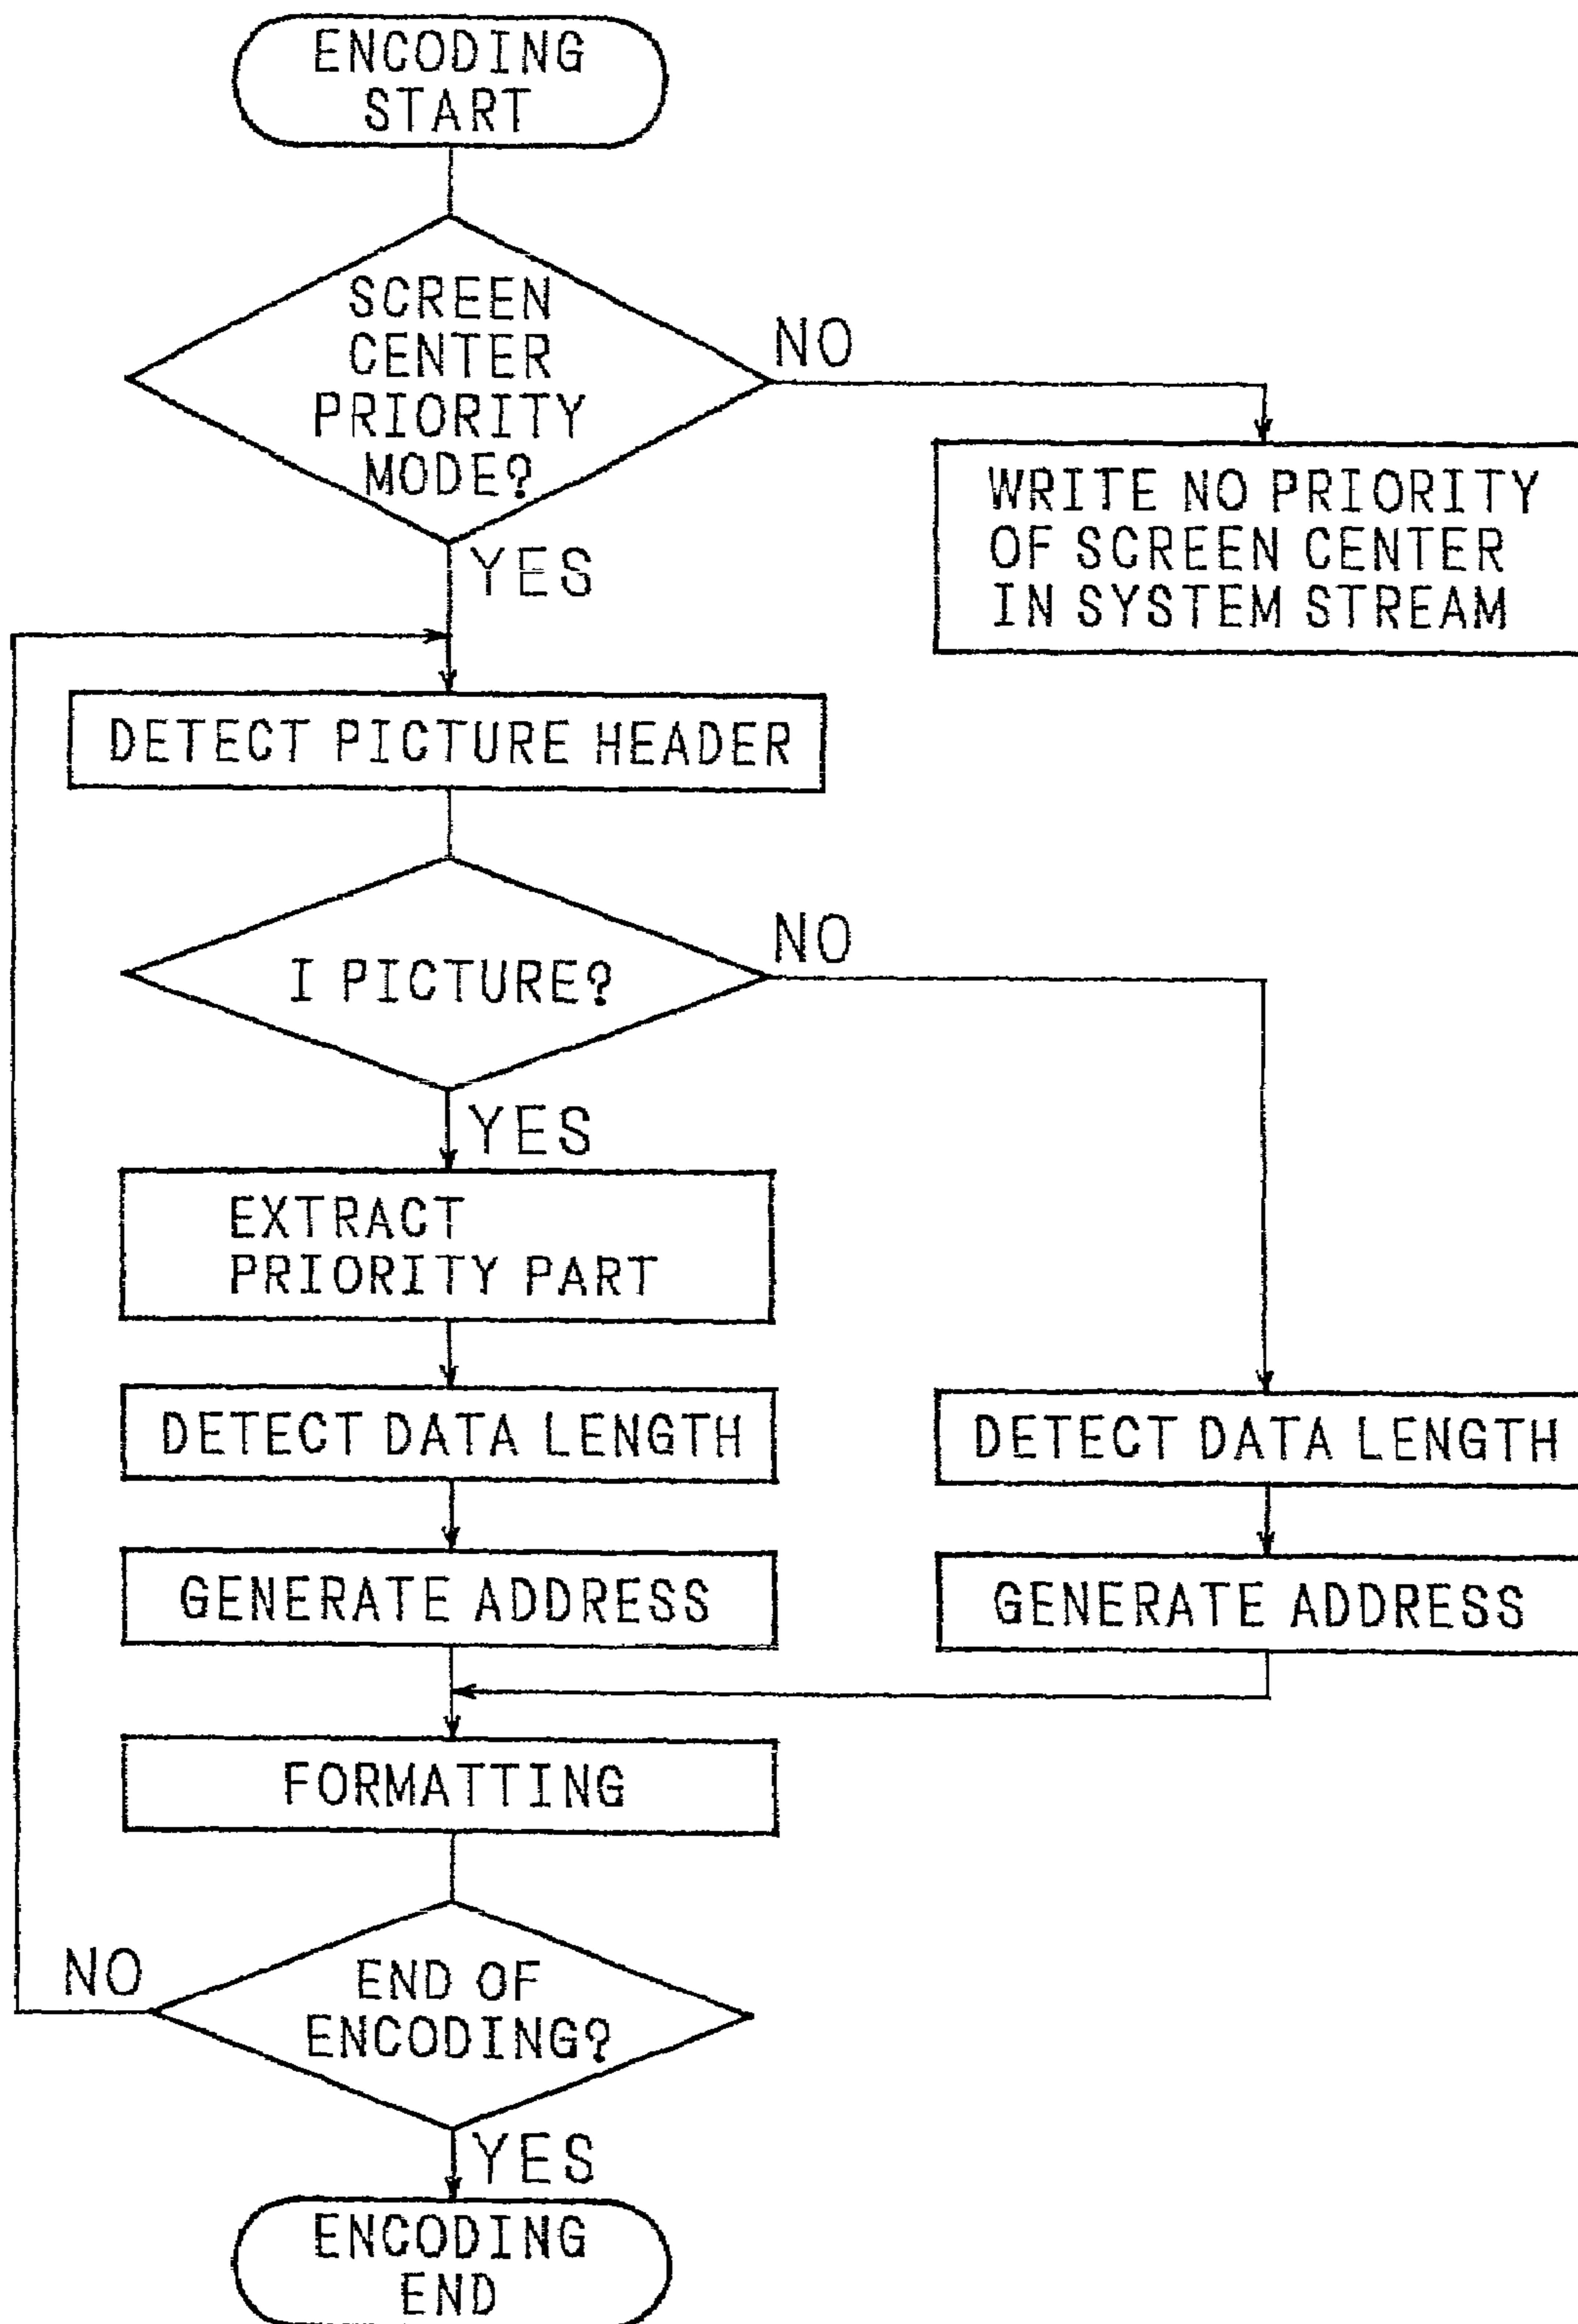 ENCODING
START
SCREEN
CENTER
PRIORITY
MODE?
NO
YES
WRITE NO PRIORITY
OF SCREEN CENTER
IN SYSTEM STREAM
DETECT PICTURE HEADER
I PICTURE?
NO
YES
EXTRACT
PRIORITY PART
DETECT DATA LENGTH
DETECT DATA LENGTH
GENERATE ADDRESS
GENERATE ADDRESS
FORMATTING
END OF
ENCODING?
NO
YES
ENCODING
END